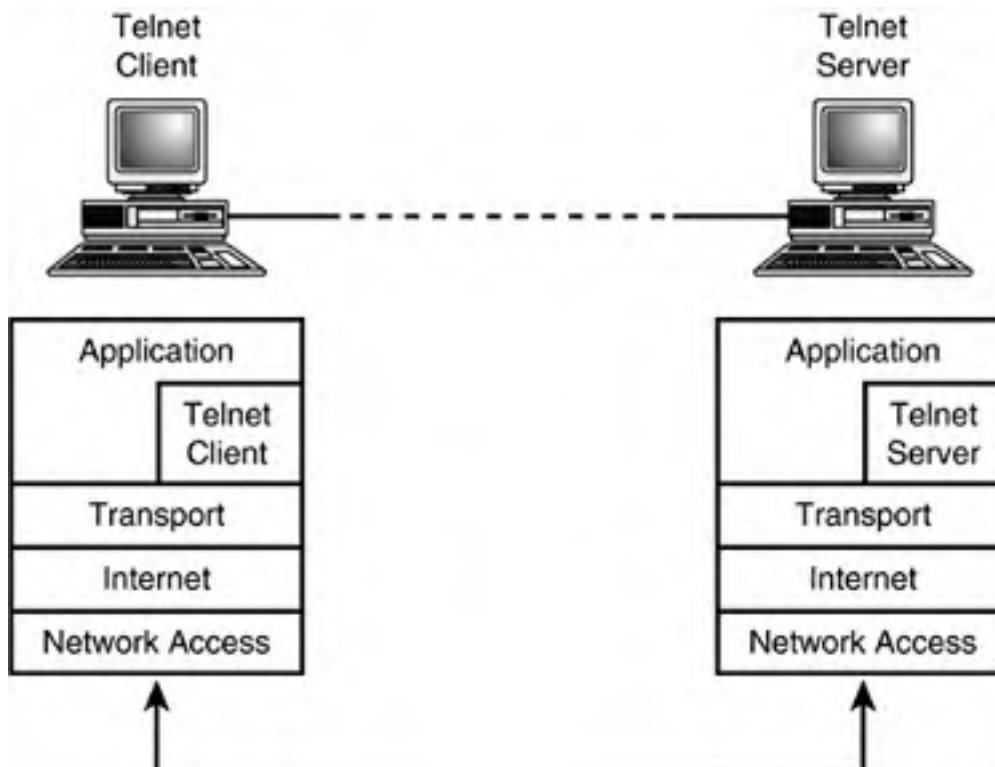 Telnet
Client
Telnet
Server
Application
Telnet
Client
Transport
Internet
Network Access
Application
Telnet
Server
Transport
Internet
Network Access